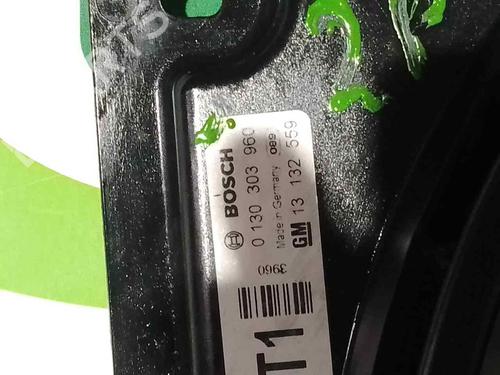 BOSCH
0 130 303 960
Made in Germany
GM 13 132 559
3960
T1